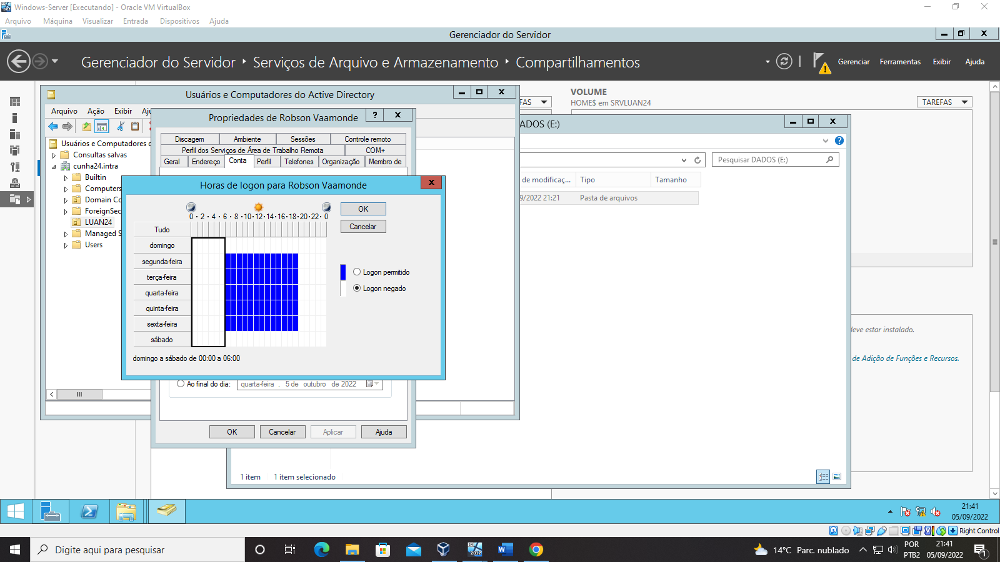 Windows-Server [Executando] - Oracle VM VirtualBox
Arquivo Máquina Visualizar Entrada Dispositivos Ajuda
Gerenciador do Servidor
Gerenciador do Servidor Serviços de Arquivo e Armazenamento Compartilhamentos
Gerenciar Ferramentas Exibir Ajuda
Usuários e Computadores do Active Directory
Arquivo Ação Exibir Aju
Usuários e Computadores d
Consultas salvas
cunha24.intra
Builtin
Computers
Domain Co
ForeignSec
LUAN24
Managed S
Users
FAS
VOLUME
HOME$ em SRVLUAN24
TAREFAS
Propriedades de Robson Vaamonde
?
Discagem Ambiente Sessões Controle remoto
Perfil dos Serviços de Área de Trabalho Remota COM+
Geral Endereço Conta Perfil Telefones Organização Membro de
ADOS (E:)
Pesquisar DADOS (E:)
de modificaç... Tipo Tamanho
9/2022 21:21 Pasta de arquivos
Horas de logon para Robson Vaamonde
0 · 2 · 4 · 6 · 8 · 10 · 12 · 14 · 16 · 18 · 20 · 22 · 0
Tudo
domingo
segunda-feira
terça-feira
quarta-feira
quinta-feira
sexta-feira
sábado
OK
Cancelar
Logon permitido
Logon negado
domingo a sábado de 00:00 a 06:00
Ao final do dia: quarta-feira , 5 de outubro de 2022
OK Cancelar Aplicar Ajuda
deve estar instalado.
de Adição de Funções e Recursos.
1 item 1 item selecionado
21:41
05/09/2022
Right Control
Digite aqui para pesquisar
2012
14°C Parc. nublado
POR
PTB2
21:41
05/09/2022
1